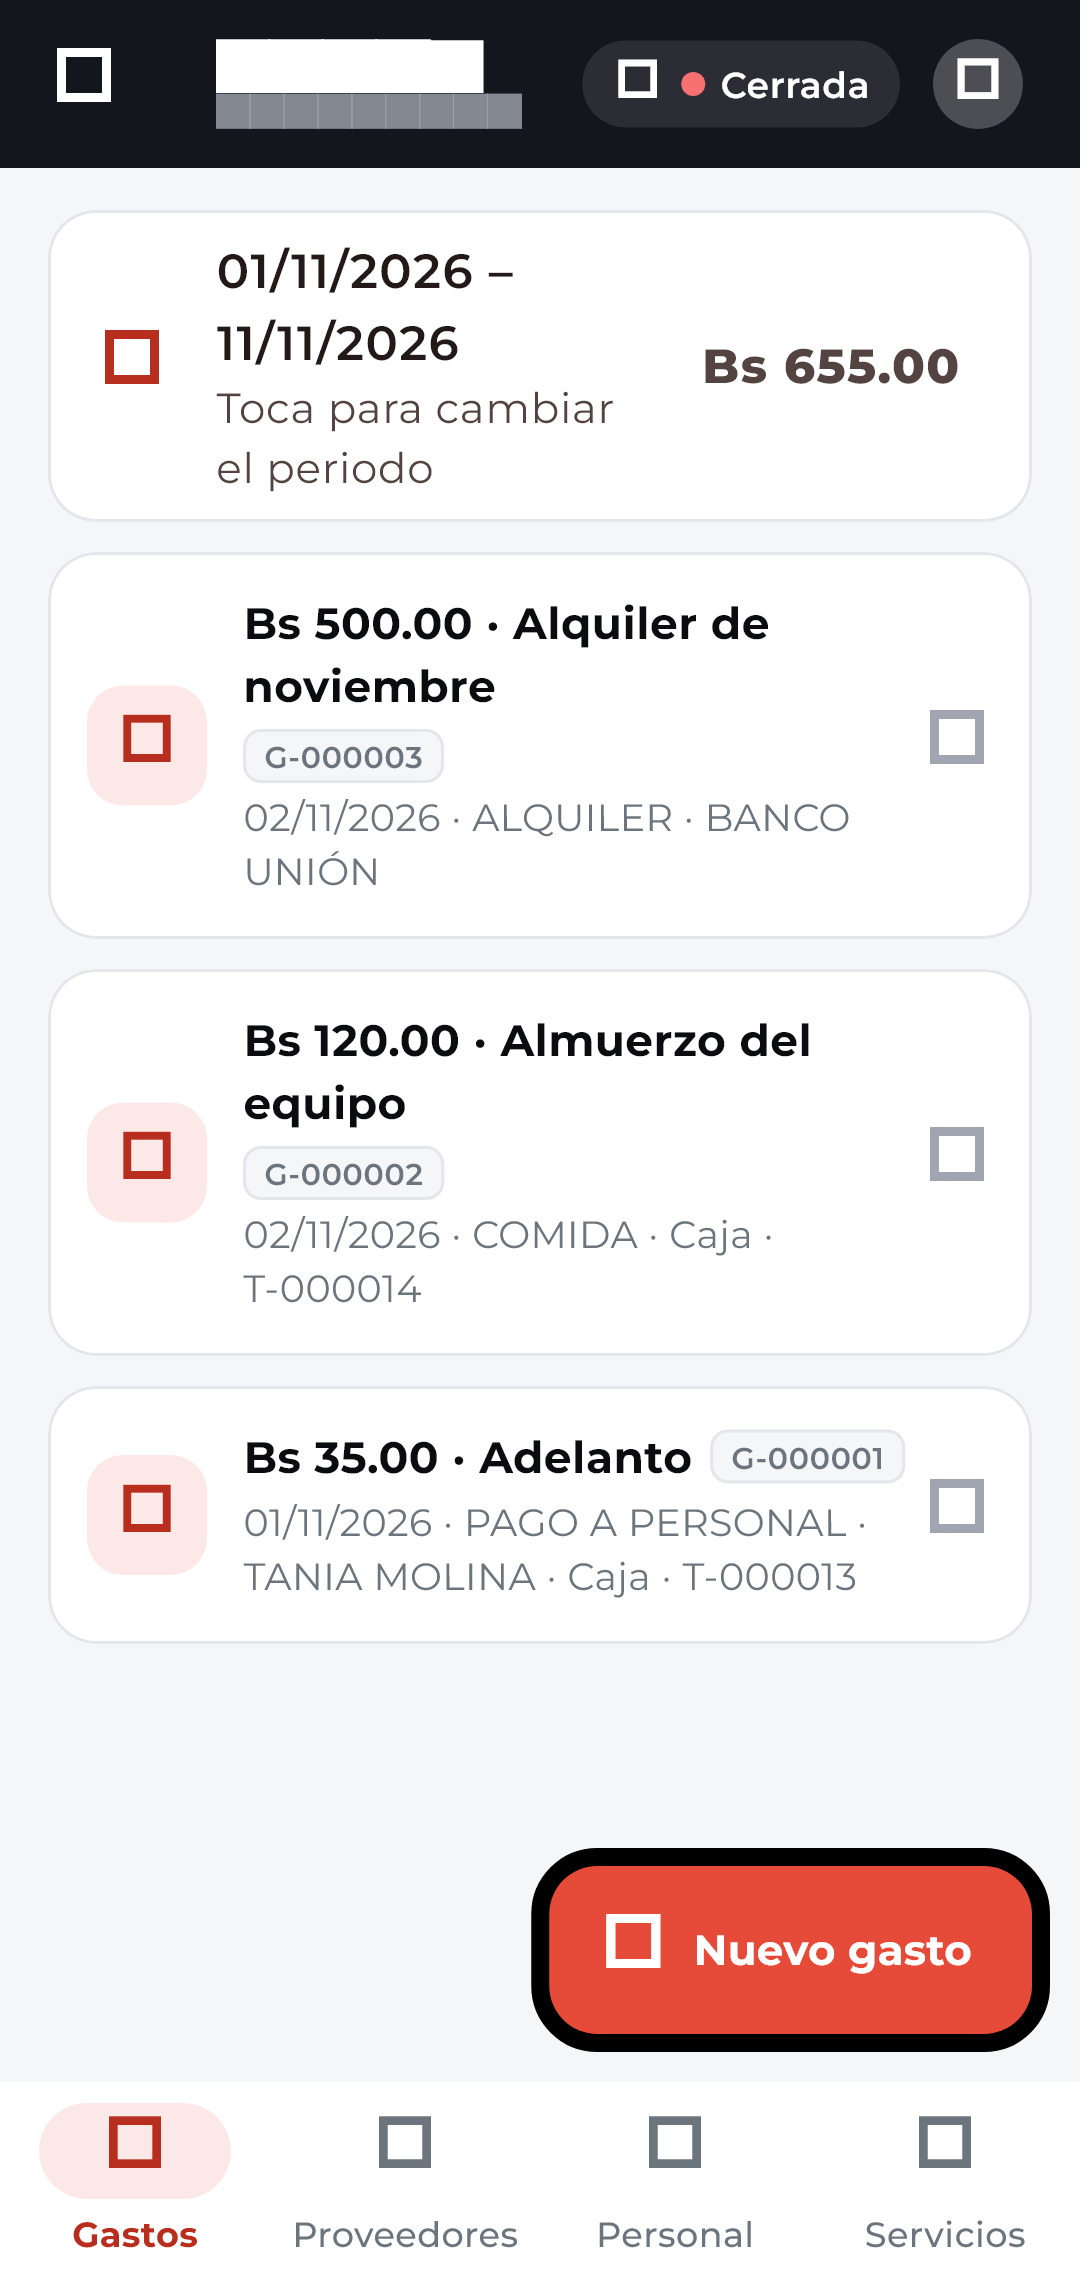 Cerrada
01/11/2026 –
11/11/2026
Toca para cambiar
el periodo
Bs 655.00
Bs 500.00 · Alquiler de
noviembre
G-000003
02/11/2026 · ALQUILER · BANCO
UNIÓN
Bs 120.00 · Almuerzo del
equipo
G-000002
02/11/2026 · COMIDA · Caja ·
T-000014
Bs 35.00 · Adelanto G-000001
01/11/2026 · PAGO A PERSONAL ·
TANIA MOLINA · Caja · T-000013
Nuevo gasto
Gastos Proveedores Personal Servicios